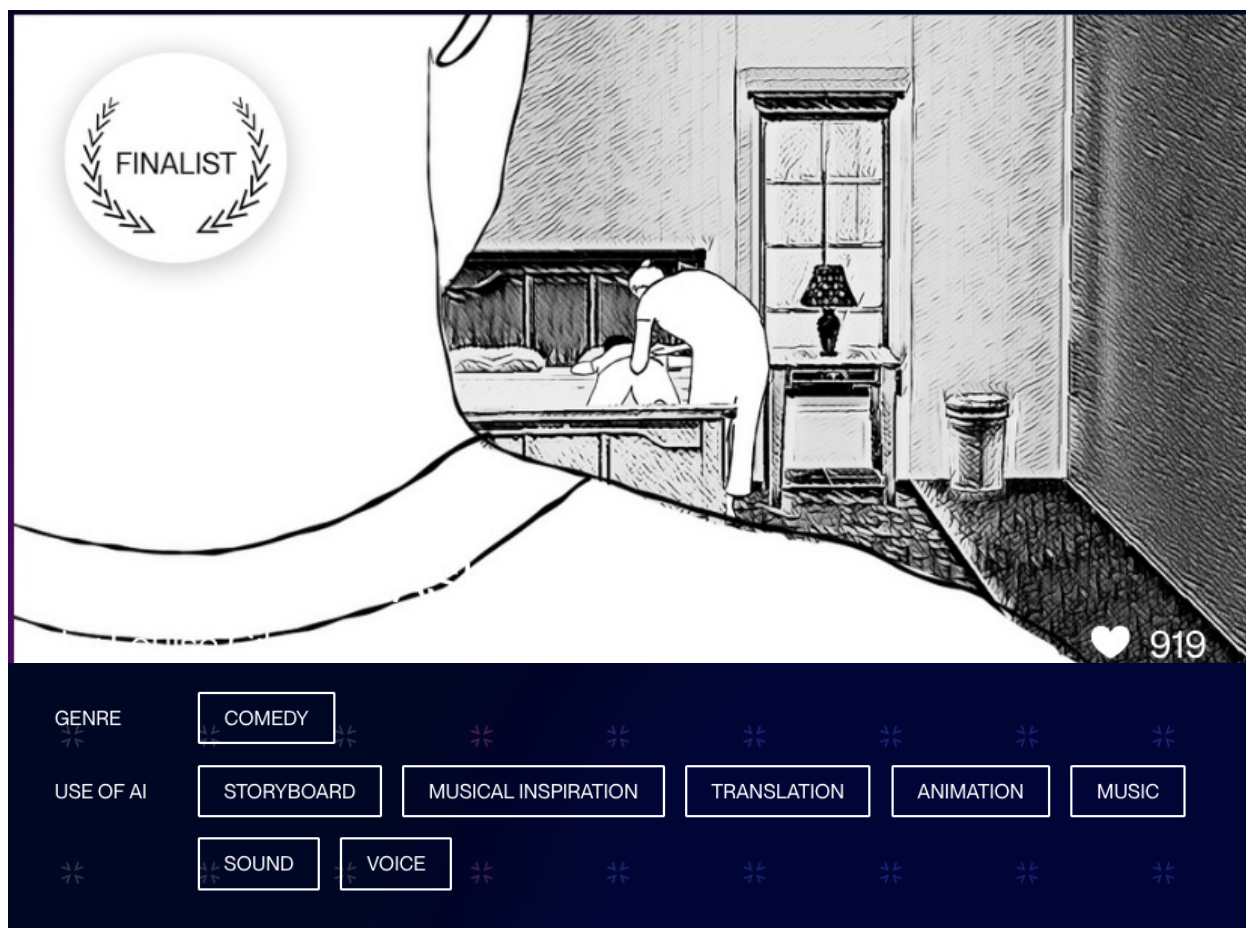 FINALIST
919
GENRE
COMEDY
USE OF AI
STORYBOARD
MUSICAL INSPIRATION
TRANSLATION
ANIMATION
MUSIC
SOUND
VOICE